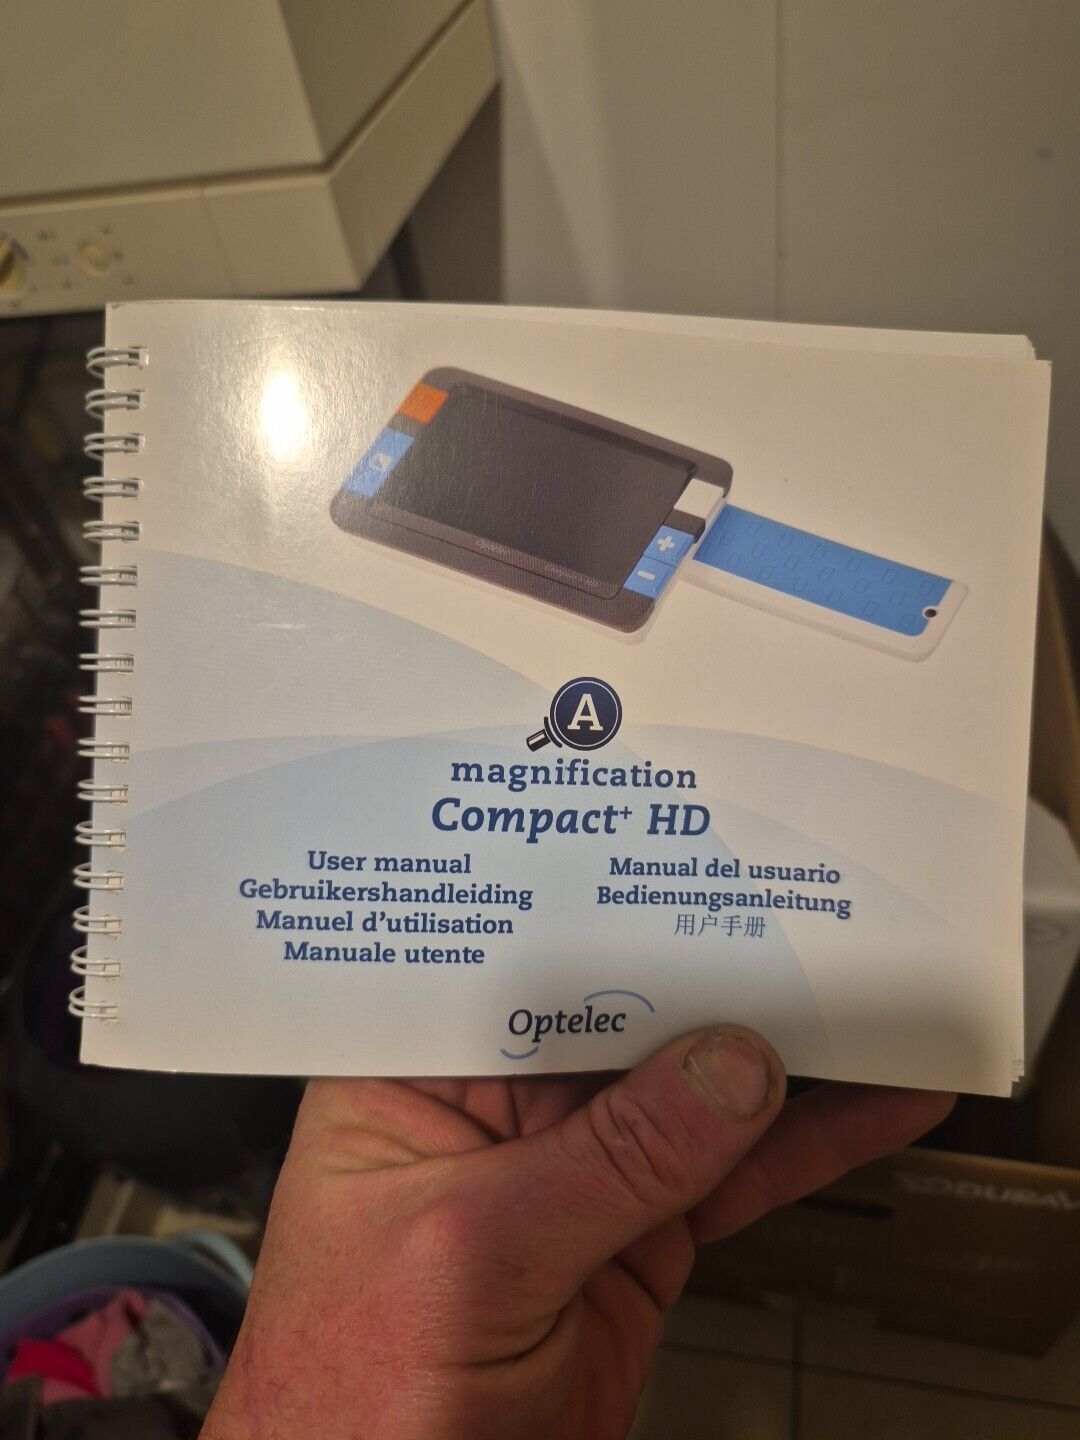 A
magnification
Compact+ HD
User manual
Gebruikershandleiding
Manuel d'utilisation
Manuale utente
Manual del usuario
Bedienungsanleitung
用户手册
Optelec